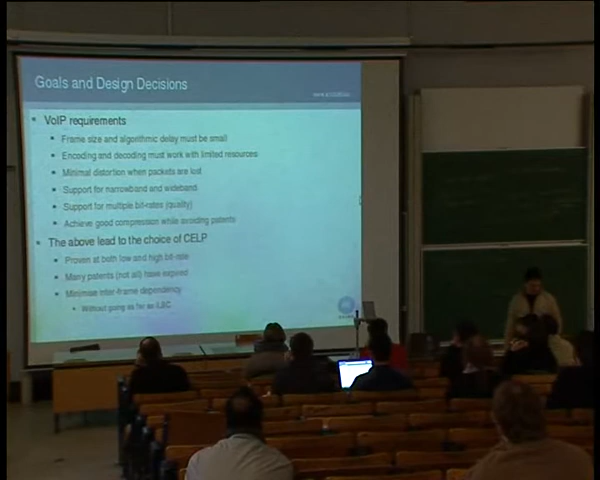 Goals and Design Decisions
VoIP requirements
Frame size and algorithmic delay must be small
Encoding and decoding must work with limited resources
Minimal distortion when packets are lost
Support for narrowband and wideband
Support for multiple bit-rates (quality)
Achieve good compression while avoiding patents
The above lead to the choice of CELP
Proven at both low and high bit-rate
Many patents (not all) have expired
Minimise inter-frame dependency
Without going as far as iLBC